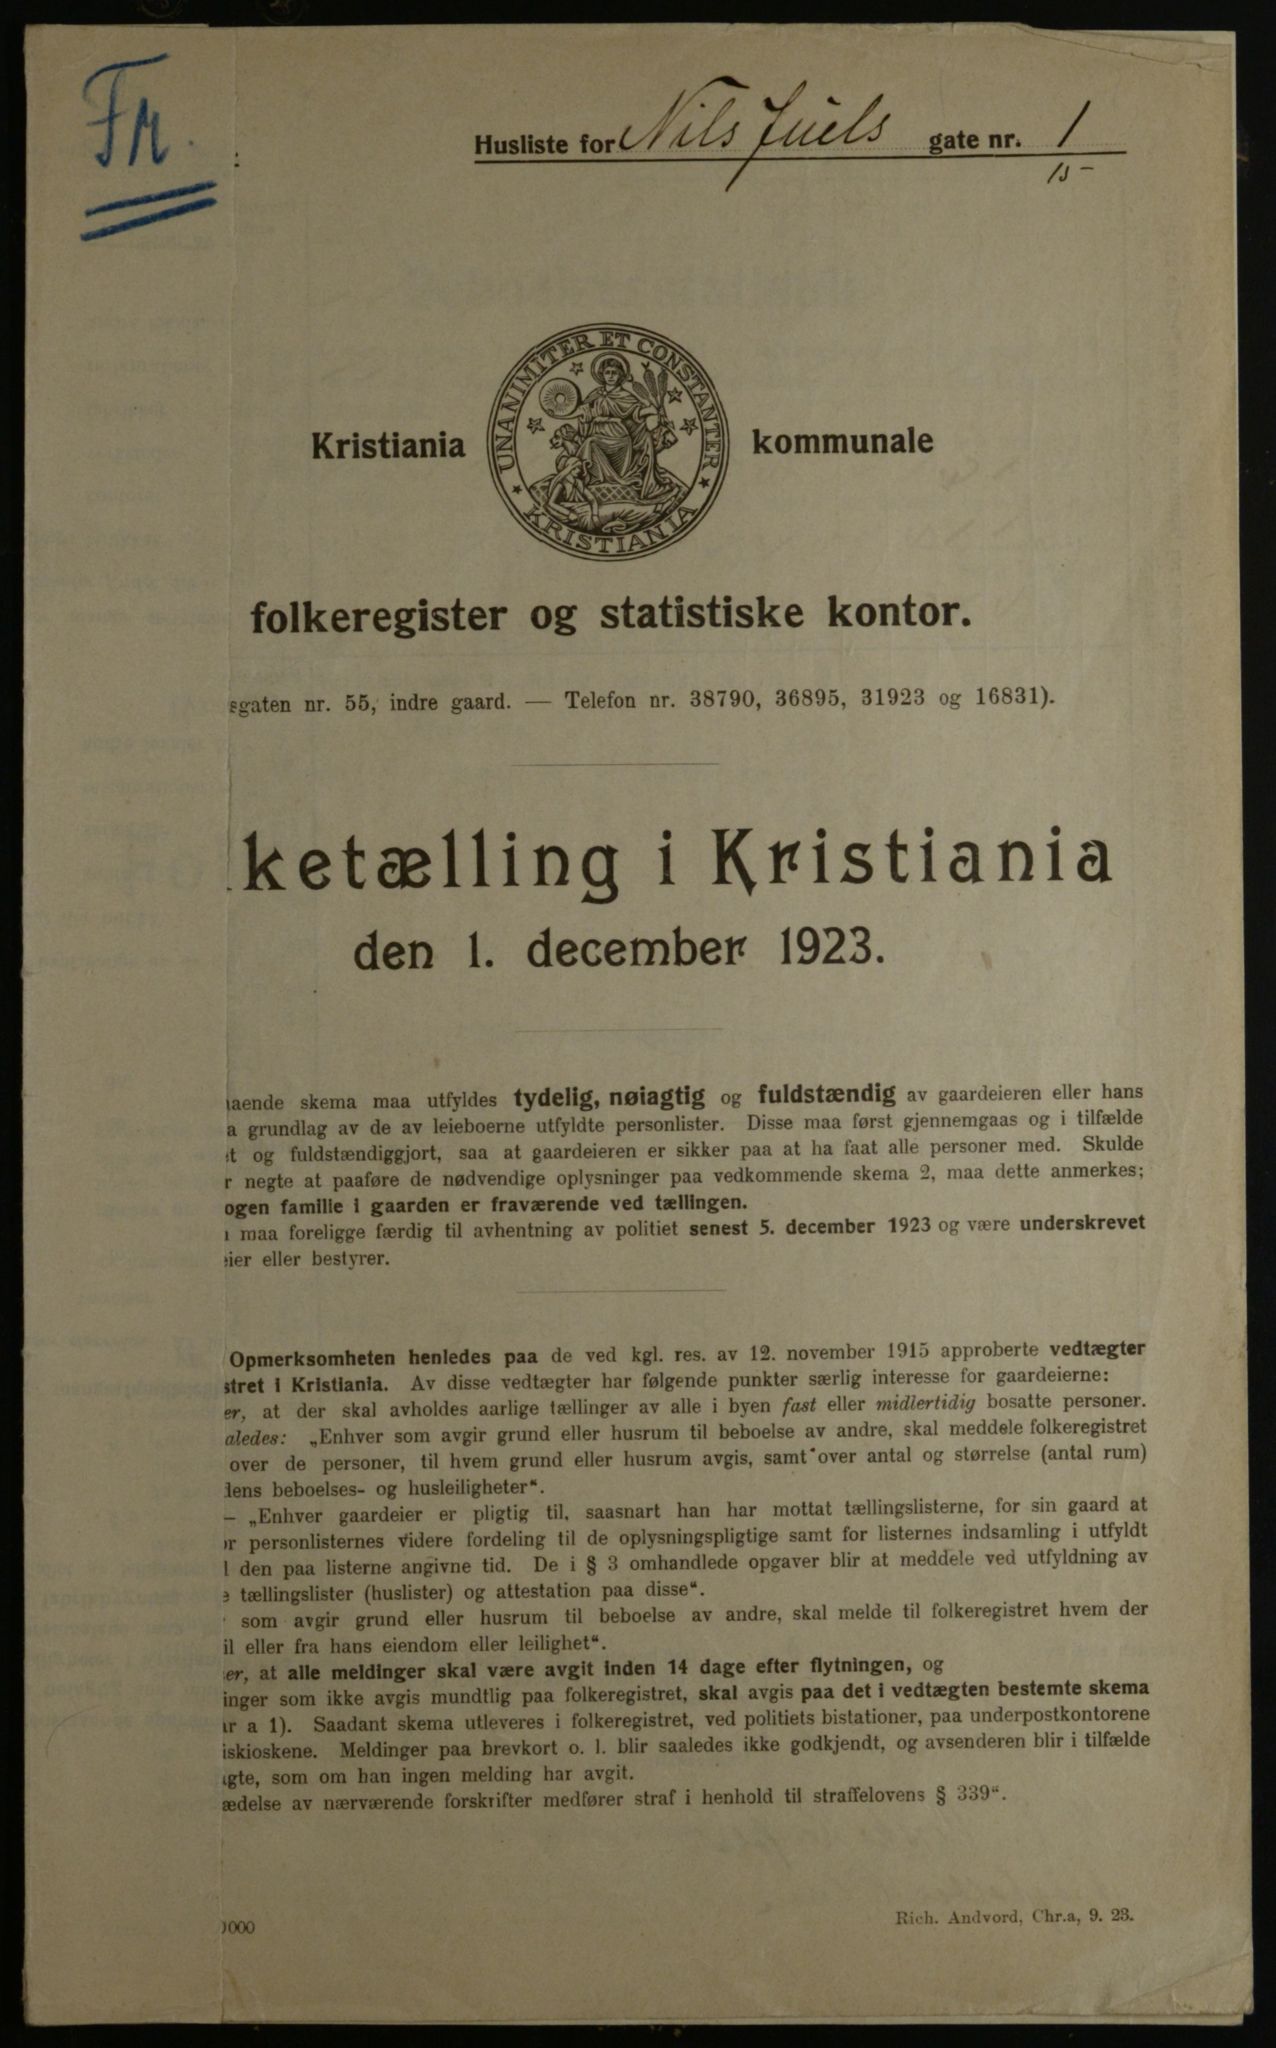 Fr.
Husliste for Nils Juels gate nr. 1
15
UNANIMITER ET CONSTANTER
KRISTIANIA
Kristiania kommunale
folkeregister og statistiske kontor.
sgaten nr. 55, indre gaard. — Telefon nr. 38790, 36895, 31923 og 16831).
ketælling i Kristiania
den 1. december 1923.
aaende skema maa utfyldes tydelig, nøiagtig og fuldstændig av gaardeieren eller hans
a grundlag av de av leieboerne utfyldte personlister. Disse maa først gjennemgaas og i tilfælde
t og fuldstændiggjort, saa at gaardeieren er sikker paa at ha faat alle personer med. Skulde
r negte at paaføre de nødvendige oplysninger paa vedkommende skema 2, maa dette anmerkes;
ogen familie i gaarden er fraværende ved tællingen.
maa foreligge færdig til avhentning av politiet senest 5. december 1923 og være underskrevet
eier eller bestyrer.
Opmerksomheten henledes paa de ved kgl. res. av 12. november 1915 approberte vedtægter
stret i Kristiania. Av disse vedtægter har følgende punkter særlig interesse for gaardeierne:
er, at der skal avholdes aarlige tællinger av alle i byen fast eller midlertidig bosatte personer.
aledes: „Enhver som avgir grund eller husrum til beboelse av andre, skal meddele folkeregistret
over de personer, til hvem grund eller husrum avgis, samt over antal og størrelse (antal rum)
dens beboelses- og husleiligheter“.
– „Enhver gaardeier er pligtig til, saasnart han har mottat tællingslisterne, for sin gaard at
or personlisternes videre fordeling til de oplysningspligtige samt for listernes indsamling i utfyldt
l den paa listerne angivne tid. De i § 3 omhandlede opgaver blir at meddele ved utfyldning av
e tællingslister (huslister) og attestation paa disse“.
r som avgir grund eller husrum til beboelse av andre, skal melde til folkeregistret hvem der
il eller fra hans eiendom eller leilighet“.
er, at alle meldinger skal være avgit inden 14 dage efter flytningen, og
inger som ikke avgis mundtlig paa folkeregistret, skal avgis paa det i vedtægten bestemte skema
ar a 1). Saadant skema utleveres i folkeregistret, ved politiets bistationer, paa underpostkontorene
iskioskene. Meldinger paa brevkort o. l. blir saaledes ikke godkjendt, og avsenderen blir i tilfælde
agte, som om han ingen melding har avgit.
ædelse av nærværende forskrifter medfører straf i henhold til straffelovens § 339“.
0000
Rich. Andvord, Chr.a, 9. 23.